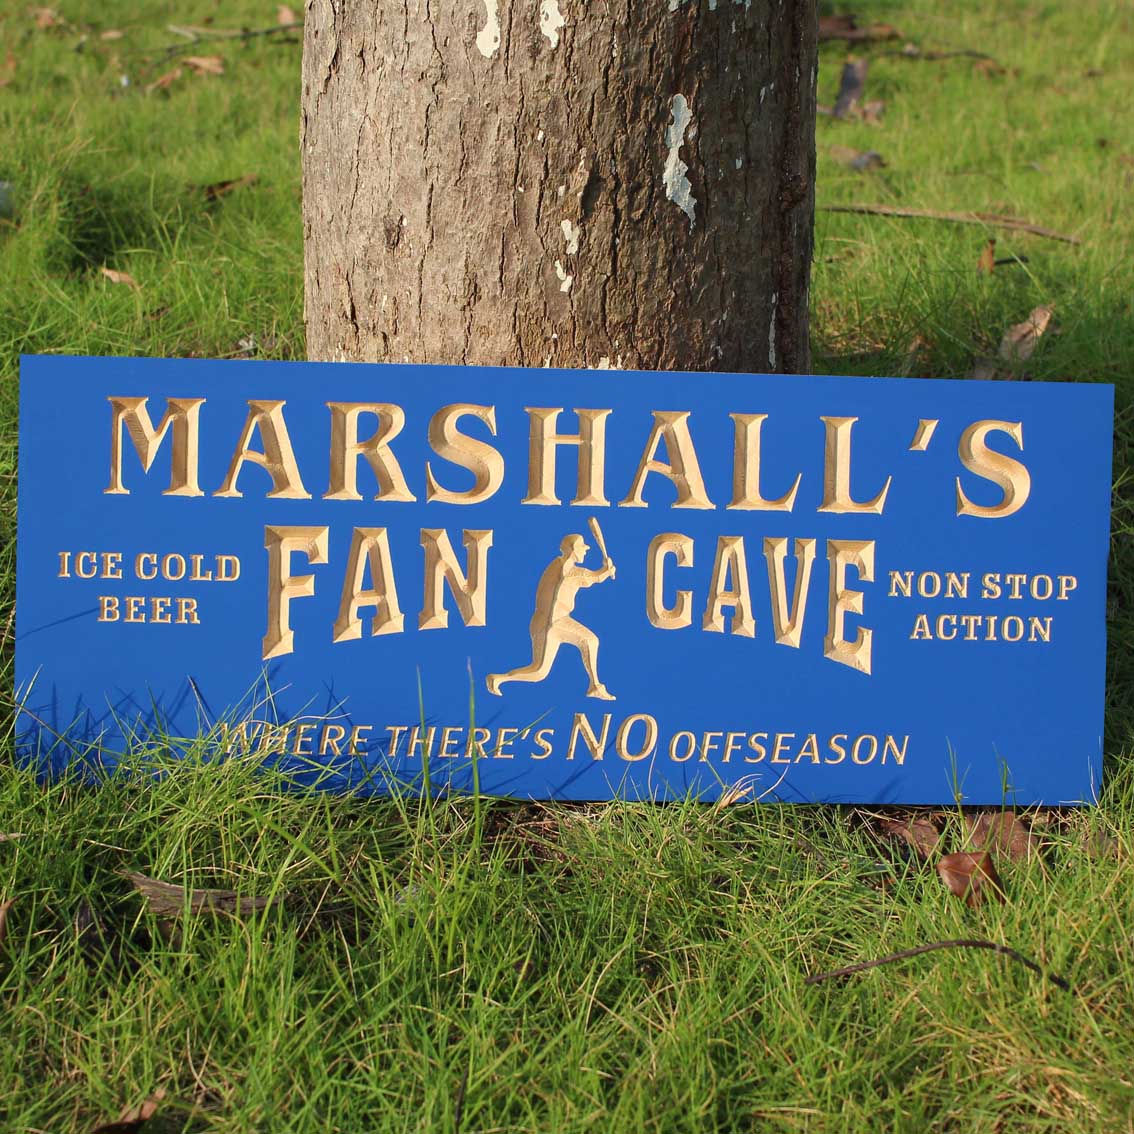 MARSHALL'S
FAN CAVE
ICE COLD
BEER
NON STOP
ACTION
WHERE THERE'S NO OFFSEASON